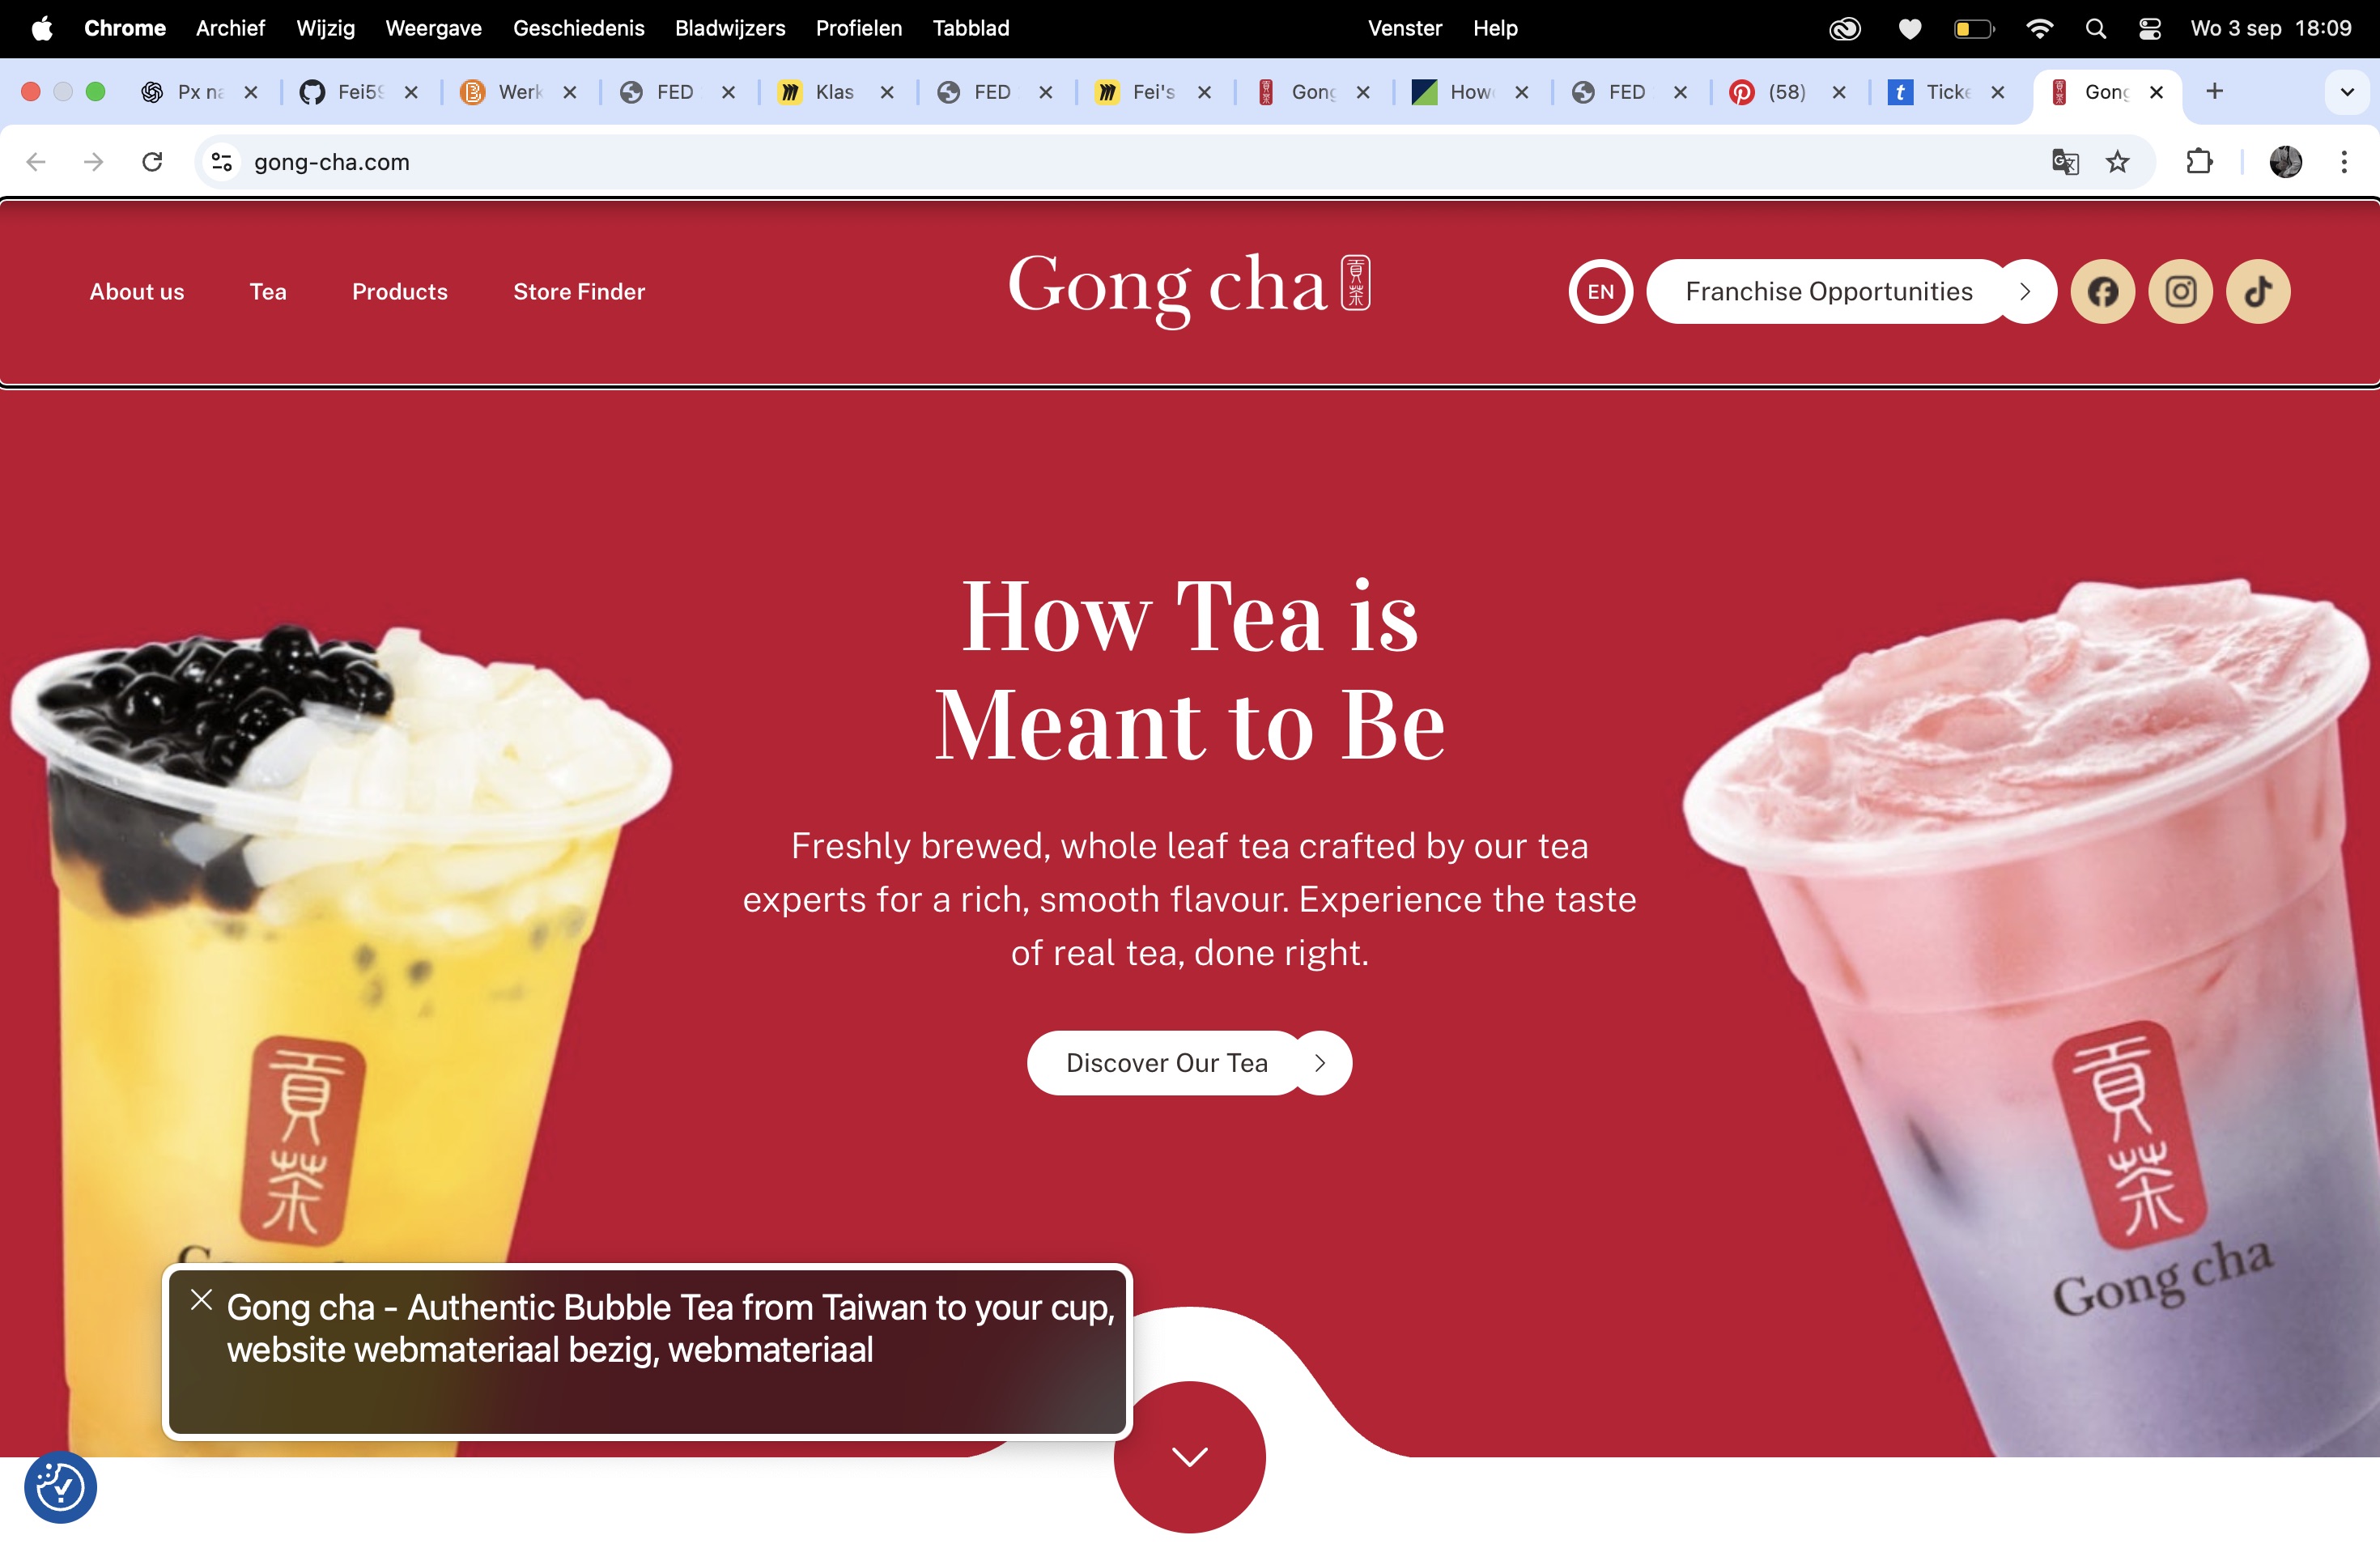 Chrome Archief Wijzig Weergave Geschiedenis Bladwijzers Profielen Tabblad Venster Help Wo 3 sep 18:09
Px Fei5 Werk FED Klas FED Fei's Gong How FED (58) Ticke Gong
gong-cha.com
About us Tea Products Store Finder Gong cha 貢茶 EN Franchise Opportunities
How Tea is
Meant to Be
Freshly brewed, whole leaf tea crafted by our tea
experts for a rich, smooth flavour. Experience the taste
of real tea, done right.
Discover Our Tea
貢茶
貢茶
Gong cha
Gong cha - Authentic Bubble Tea from Taiwan to your cup,
website webmateriaal bezig, webmateriaal